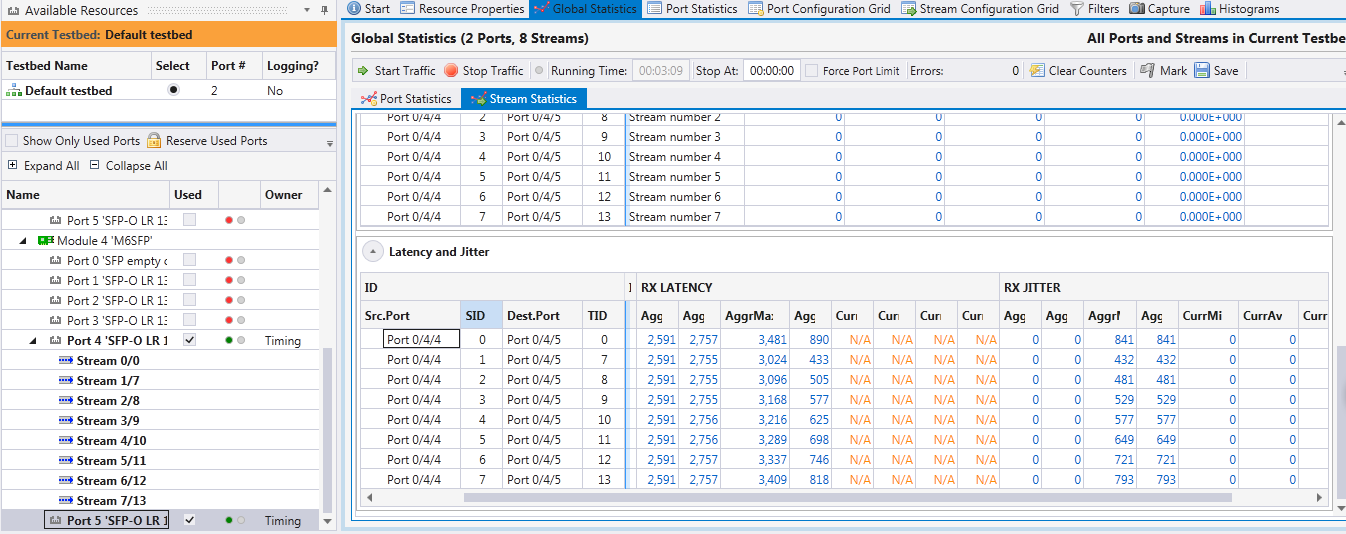 Available Resources
Current Testbed: Default testbed
Testbed Name Select Port # Logging?
Default testbed 2 No
Show Only Used Ports Reserve Used Ports
Expand All Collapse All
Name Used Owner
Port 5 'SFP-O LR 13
Module 4 'M6SFP'
Port 0 'SFP empty c
Port 1 'SFP-O LR 13
Port 2 'SFP-O LR 13
Port 3 'SFP-O LR 13
Port 4 'SFP-O LR 1 Timing
Stream 0/0
Stream 1/7
Stream 2/8
Stream 3/9
Stream 4/10
Stream 5/11
Stream 6/12
Stream 7/13
Port 5 'SFP-O LR 1 Timing
Start Resource Properties Global Statistics Port Statistics Port Configuration Grid Stream Configuration Grid Filters Capture Histograms
Global Statistics (2 Ports, 8 Streams) All Ports and Streams in Current Testbe
Start Traffic Stop Traffic Running Time: 00:03:09 Stop At: 00:00:00 Force Port Limit Errors: 0 Clear Counters Mark Save
Port Statistics Stream Statistics
Port 0/4/4 2 Port 0/4/5 8 Stream number 2 0 0 0 0.000E+000
Port 0/4/4 3 Port 0/4/5 9 Stream number 3 0 0 0 0.000E+000
Port 0/4/4 4 Port 0/4/5 10 Stream number 4 0 0 0 0.000E+000
Port 0/4/4 5 Port 0/4/5 11 Stream number 5 0 0 0 0.000E+000
Port 0/4/4 6 Port 0/4/5 12 Stream number 6 0 0 0 0.000E+000
Port 0/4/4 7 Port 0/4/5 13 Stream number 7 0 0 0 0.000E+000
Latency and Jitter
ID RX LATENCY RX JITTER
Src.Port SID Dest.Port TID Agg Agg AggrMa Agg Curr Curr Curr Curr Agg Agg Aggr Agg CurrMi CurrAv Curr
Port 0/4/4 0 Port 0/4/5 0 2,591 2,757 3,481 890 N/A N/A N/A N/A 0 0 841 841 0 0
Port 0/4/4 1 Port 0/4/5 7 2,591 2,755 3,024 433 N/A N/A N/A N/A 0 0 432 432 0 0
Port 0/4/4 2 Port 0/4/5 8 2,591 2,755 3,096 505 N/A N/A N/A N/A 0 0 481 481 0 0
Port 0/4/4 3 Port 0/4/5 9 2,591 2,755 3,168 577 N/A N/A N/A N/A 0 0 529 529 0 0
Port 0/4/4 4 Port 0/4/5 10 2,591 2,755 3,216 625 N/A N/A N/A N/A 0 0 577 577 0 0
Port 0/4/4 5 Port 0/4/5 11 2,591 2,755 3,289 698 N/A N/A N/A N/A 0 0 649 649 0 0
Port 0/4/4 6 Port 0/4/5 12 2,591 2,757 3,337 746 N/A N/A N/A N/A 0 0 721 721 0 0
Port 0/4/4 7 Port 0/4/5 13 2,591 2,757 3,409 818 N/A N/A N/A N/A 0 0 793 793 0 0